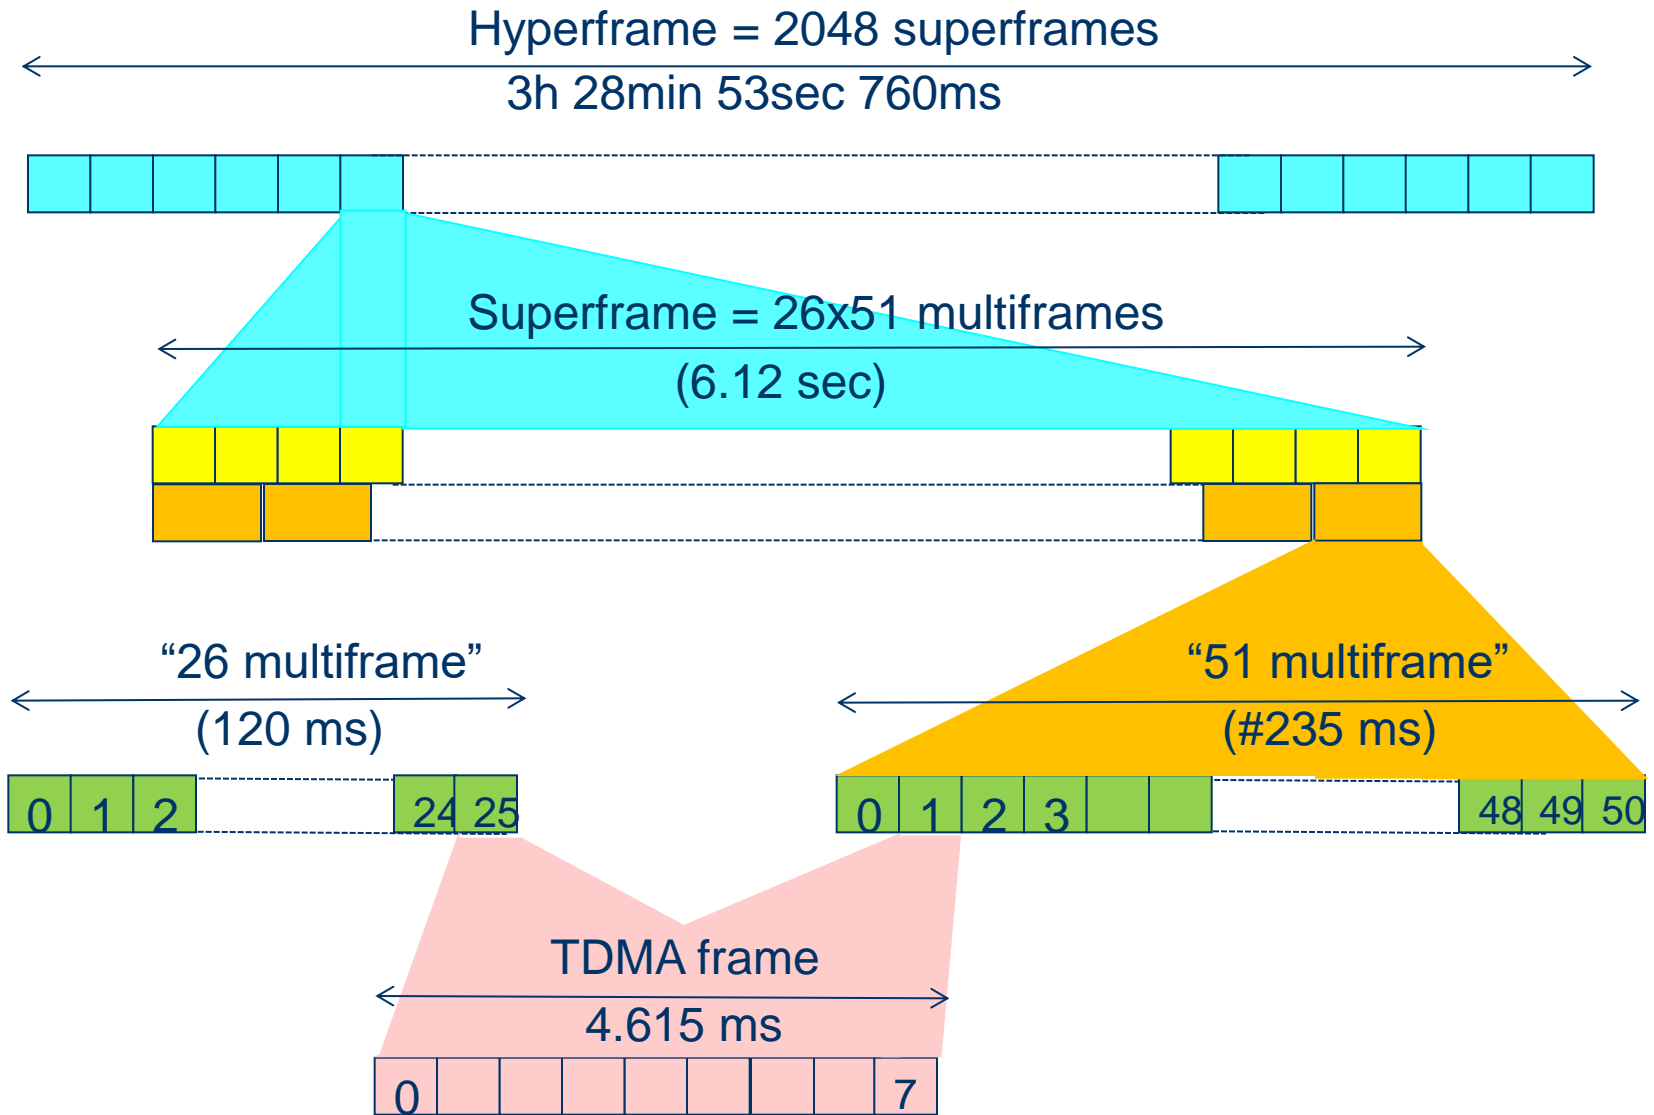 Hyperframe = 2048 superframes
3h 28min 53sec 760ms
Superframe = 26x51 multiframes
(6.12 sec)
“26 multiframe”
(120 ms)
“51 multiframe”
(#235 ms)
0 1 2 24 25
0 1 2 3 48 49 50
TDMA frame
4.615 ms
0 7